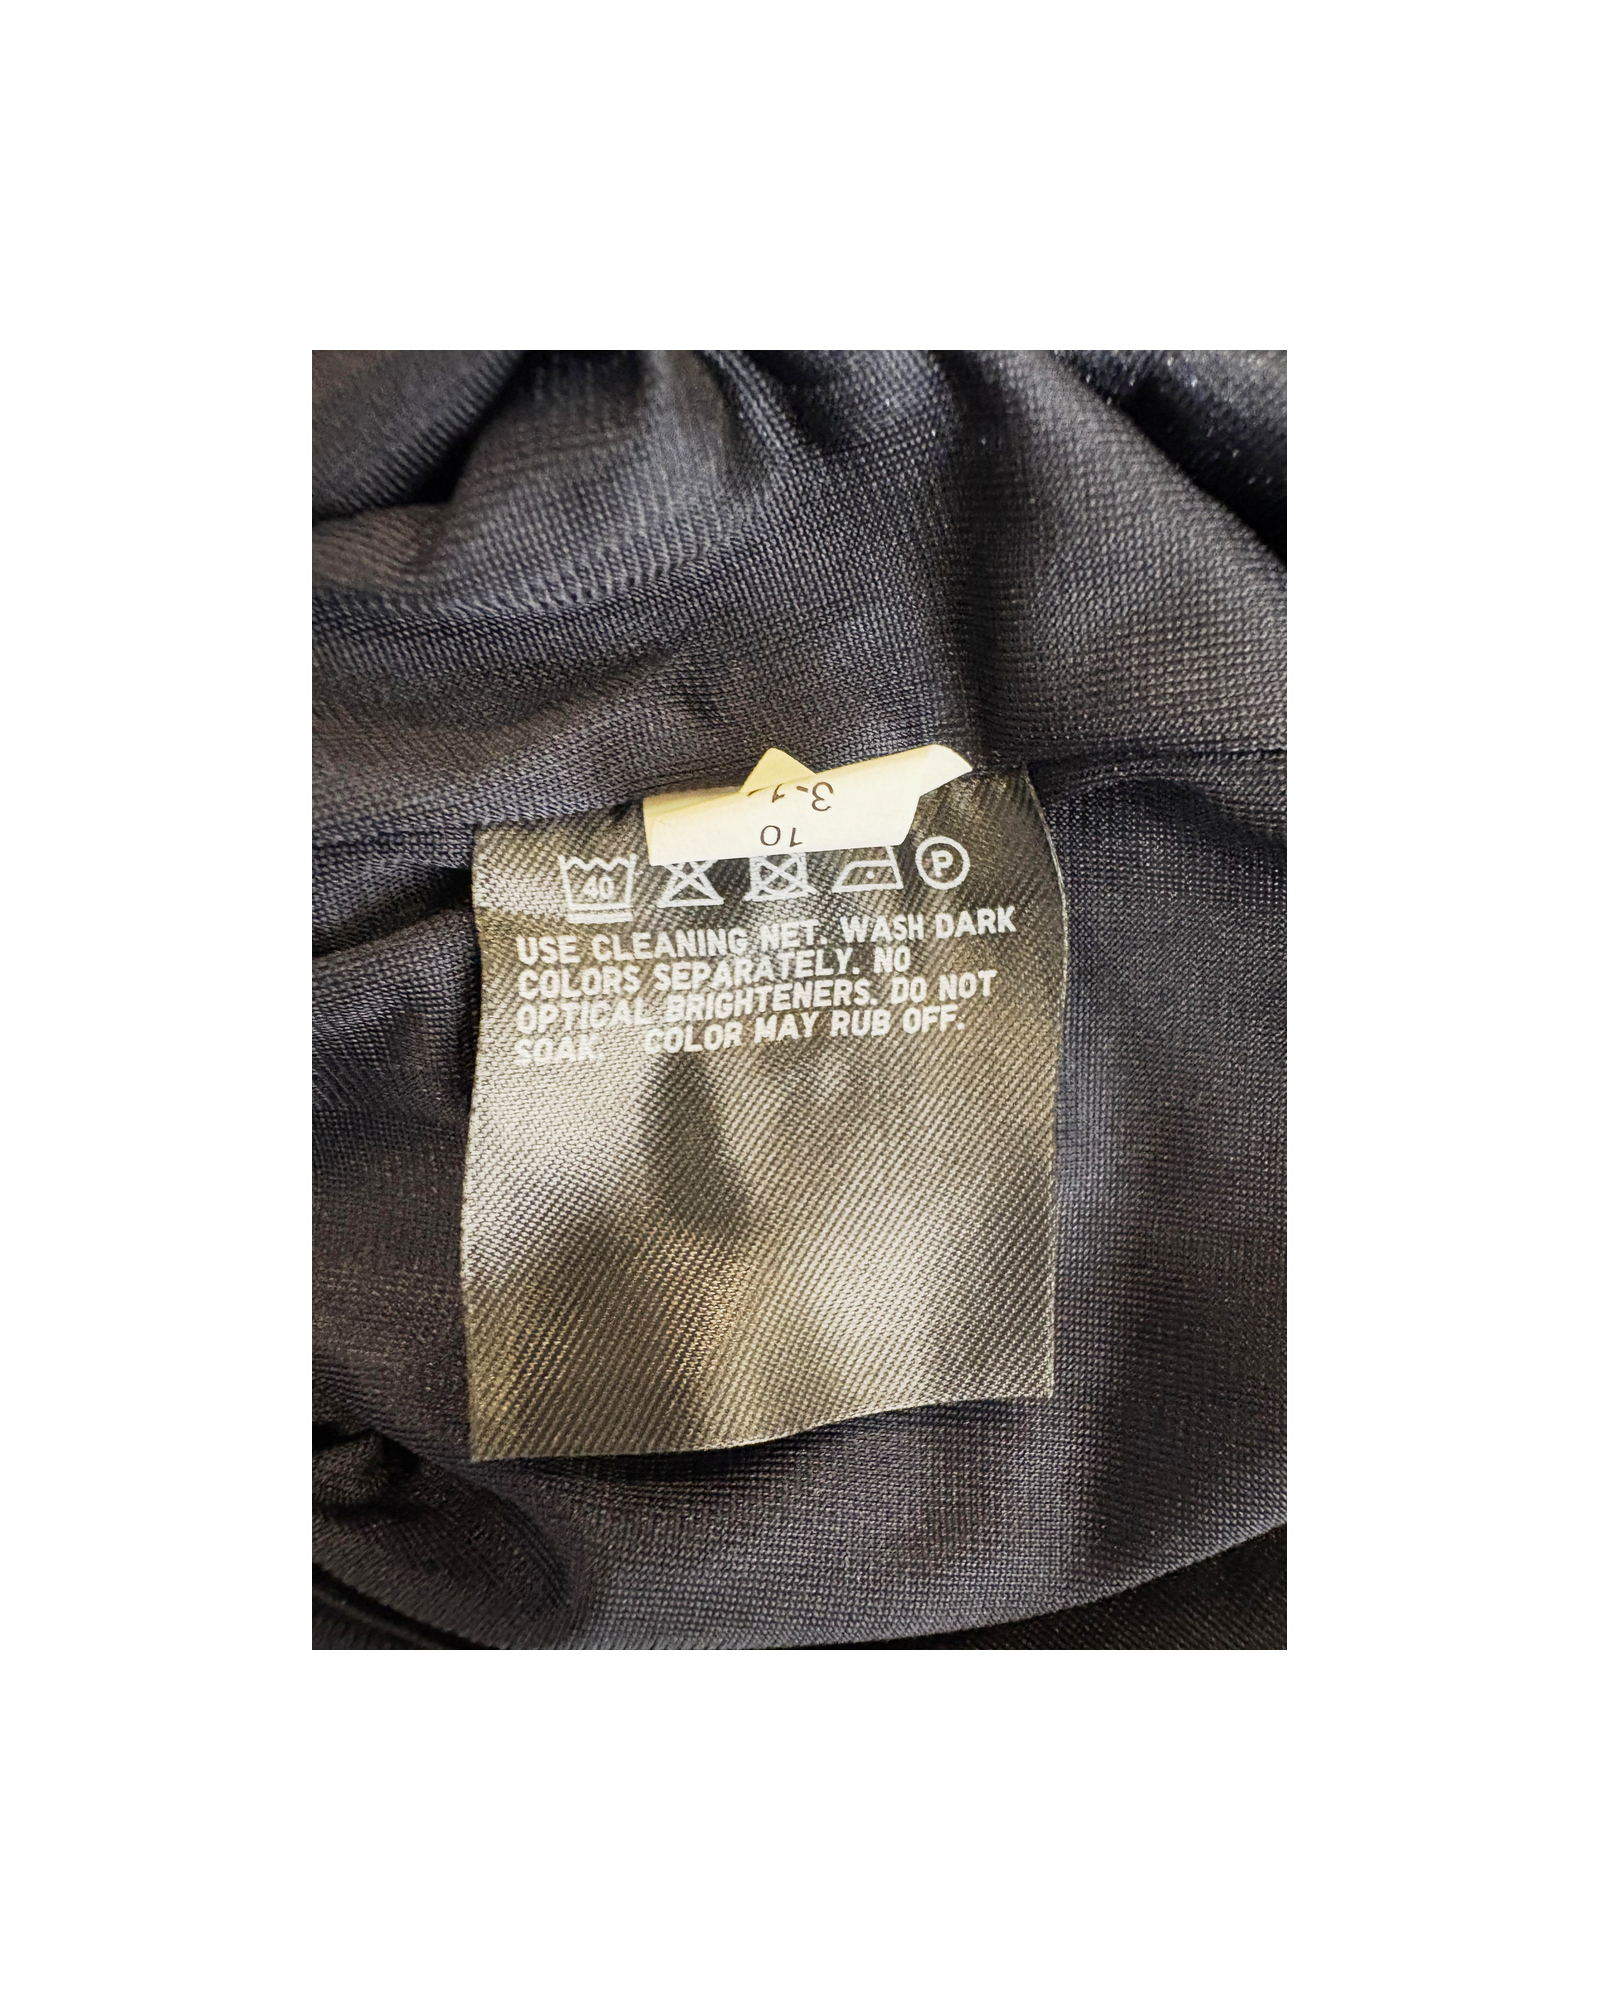 3-1
10
40 P
USE CLEANING NET. WASH DARK
COLORS SEPARATELY. NO
OPTICAL BRIGHTENERS. DO NOT
SOAK. COLOR MAY RUB OFF.